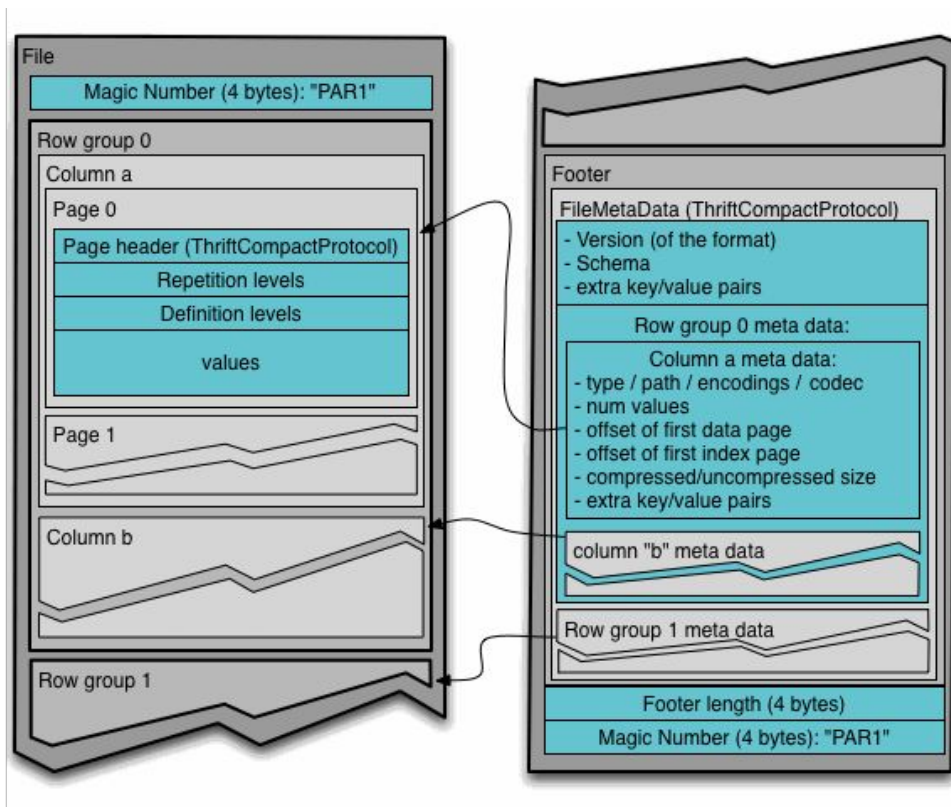 File
Magic Number (4 bytes): "PAR1"
Row group 0
Column a
Page 0
Page header (ThriftCompactProtocol)
Repetition levels
Definition levels
values
Page 1
Column b
Row group 1
Footer
FileMetaData (ThriftCompactProtocol)
- Version (of the format)
- Schema
- extra key/value pairs
Row group 0 meta data:
Column a meta data:
- type / path / encodings / codec
- num values
- offset of first data page
- offset of first index page
- compressed/uncompressed size
- extra key/value pairs
column "b" meta data
Row group 1 meta data
Footer length (4 bytes)
Magic Number (4 bytes): "PAR1"